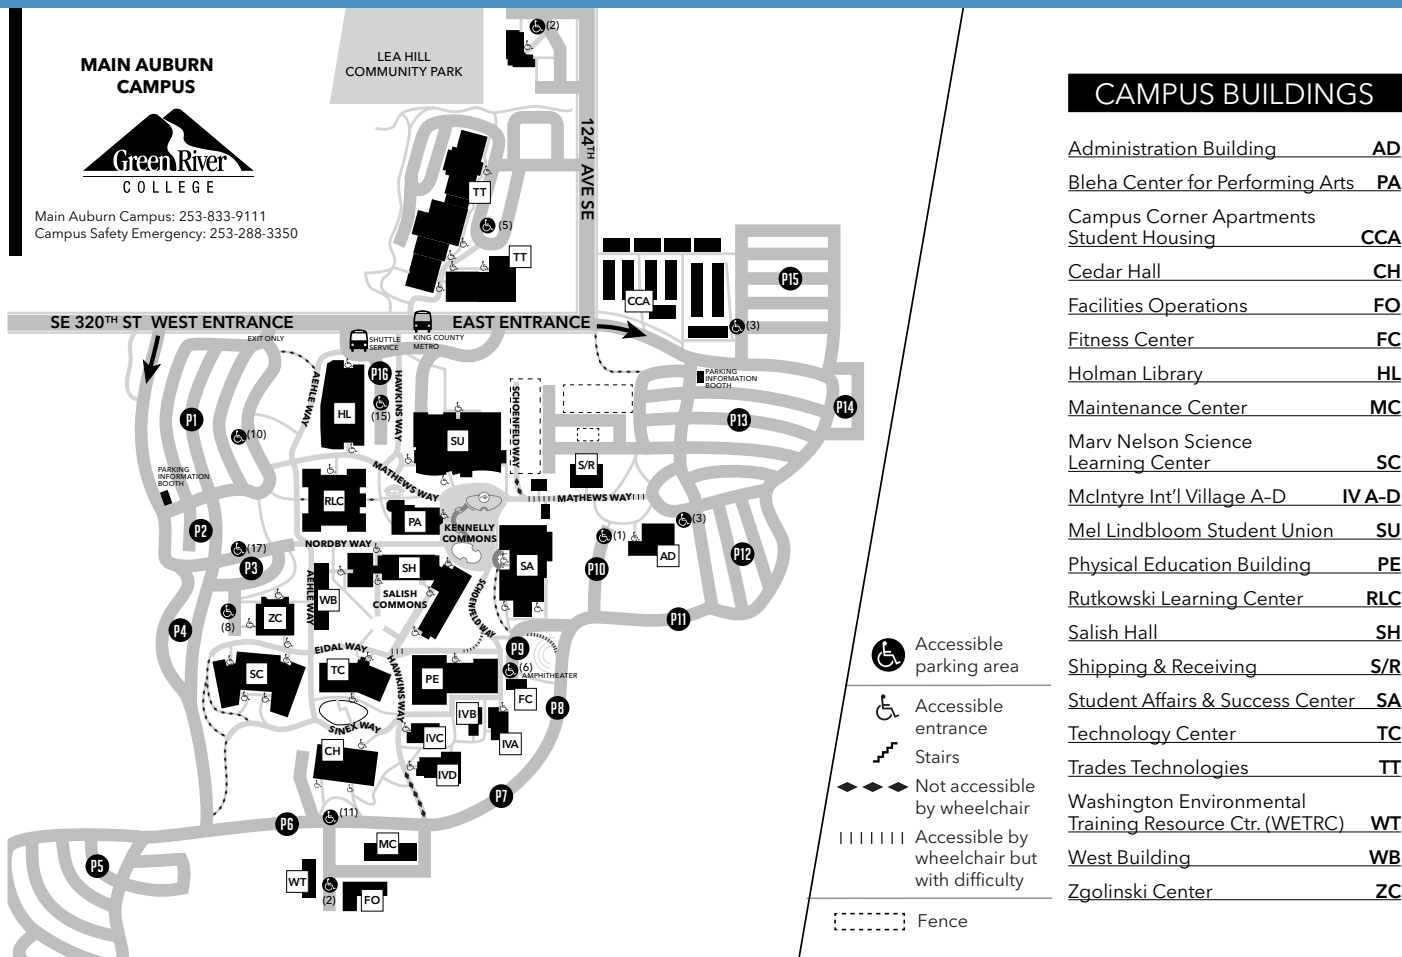 MAIN AUBURN
CAMPUS
Green River
COLLEGE
Main Auburn Campus: 253-833-9111
Campus Safety Emergency: 253-288-3350
LEA HILL
COMMUNITY PARK
(2)
124TH AVE SE
TT
(5)
TT
CCA
P15
(3)
SE 320TH ST WEST ENTRANCE
EAST ENTRANCE
EXIT ONLY
SHUTTLE
SERVICE
KING COUNTY
METRO
PARKING
INFORMATION
BOOTH
P16
AEHLE WAY
HAWKINS WAY
SCHOENFELD WAY
P1
HL
(15)
P13
P14
(10)
SU
PARKING
INFORMATION
BOOTH
MATHEWS WAY
S/R
RLC
MATHEWS WAY
PA
KENNELLY
COMMONS
(3)
P2
(1)
NORDBY WAY
(17)
AD
P12
P3
SH
SA
P10
AEHLE WAY
WB
SALISH
COMMONS
SCHOENFELD WAY
ZC
(8)
P11
P4
EIDAL WAY
P9
SC
TC
HAWKINS WAY
PE
(6)
AMPHITHEATER
FC
P8
IVB
SINEX WAY
IVC
IVA
CH
IVD
P7
(11)
P6
MC
P5
WT
(2)
FO
Accessible
parking area
Accessible
entrance
Stairs
Not accessible
by wheelchair
Accessible by
wheelchair but
with difficulty
Fence
CAMPUS BUILDINGS
Administration Building AD
Bleha Center for Performing Arts PA
Campus Corner Apartments
Student Housing CCA
Cedar Hall CH
Facilities Operations FO
Fitness Center FC
Holman Library HL
Maintenance Center MC
Marv Nelson Science
Learning Center SC
McIntyre Int'l Village A–D IV A–D
Mel Lindbloom Student Union SU
Physical Education Building PE
Rutkowski Learning Center RLC
Salish Hall SH
Shipping & Receiving S/R
Student Affairs & Success Center SA
Technology Center TC
Trades Technologies TT
Washington Environmental
Training Resource Ctr. (WETRC) WT
West Building WB
Zgolinski Center ZC